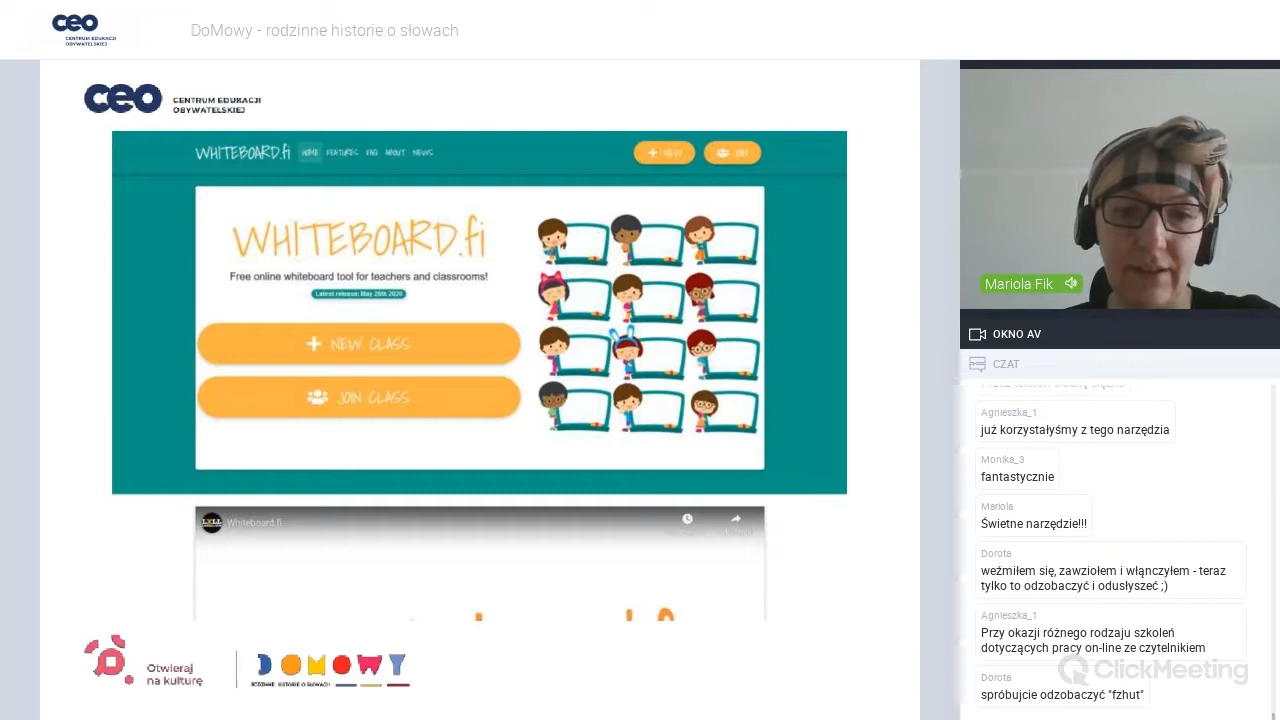 ceo
CENTRUM EDUKACJI
OBYWATELSKIEJ
DoMowy - rodzinne historie o słowach
ceo
CENTRUM EDUKACJI
OBYWATELSKIEJ
WHITEBOARD.fi
HOME
FEATURES
FAQ
ABOUT
NEWS
NEW
JOIN
WHITEBOARD.fi
Free online whiteboard tool for teachers and classrooms!
Latest release: May 26th 2020
NEW CLASS
JOIN CLASS
Whiteboard.fi
Otwieraj
na kulturę
DOMOWY
RODZINNE HISTORIE O SŁOWACH
Mariola Fik
OKNO AV
CZAT
Agnieszka_1
już korzystałyśmy z tego narzędzia
Monika_3
fantastycznie
Mariola
Świetne narzędzie!!!
Dorota
weźmiłem się, zawziołem i włąnczyłem - teraz
tylko to odzobaczyć i odusłyszeć ;)
Agnieszka_1
Przy okazji różnego rodzaju szkoleń
dotyczących pracy on-line ze czytelnikiem
ClickMeeting
Dorota
spróbujcie odzobaczyć "fzhut"